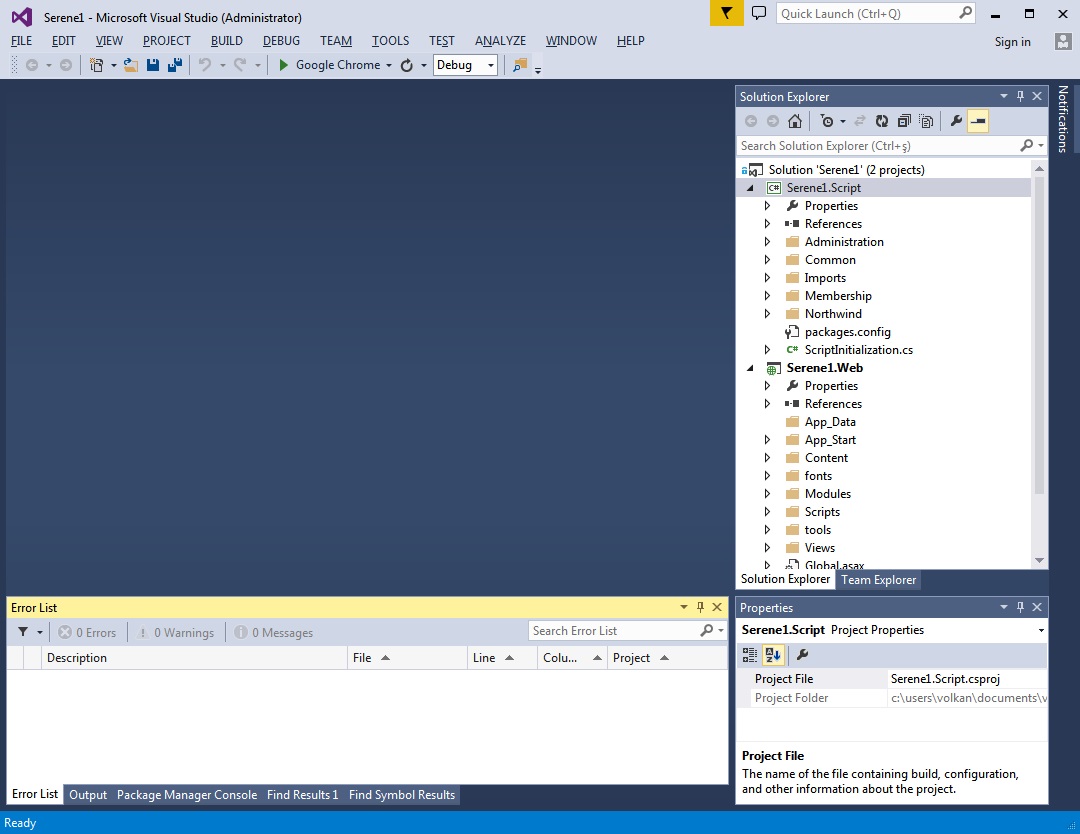 Serene1 - Microsoft Visual Studio (Administrator)
Quick Launch (Ctrl+Q)
FILE EDIT VIEW PROJECT BUILD DEBUG TEAM TOOLS TEST ANALYZE WINDOW HELP
Sign in
Google Chrome Debug
Notifications
Solution Explorer
Search Solution Explorer (Ctrl+ş)
Solution 'Serene1' (2 projects)
C# Serene1.Script
Properties
References
Administration
Common
Imports
Membership
Northwind
packages.config
C# ScriptInitialization.cs
Serene1.Web
Properties
References
App_Data
App_Start
Content
fonts
Modules
Scripts
tools
Views
Global.asax
Solution Explorer Team Explorer
Error List
0 Errors 0 Warnings 0 Messages
Search Error List
Description File Line Colu... Project
Error List Output Package Manager Console Find Results 1 Find Symbol Results
Properties
Serene1.Script Project Properties
Project File Serene1.Script.csproj
Project Folder c:\users\volkan\documents\v
Project File
The name of the file containing build, configuration,
and other information about the project.
Ready